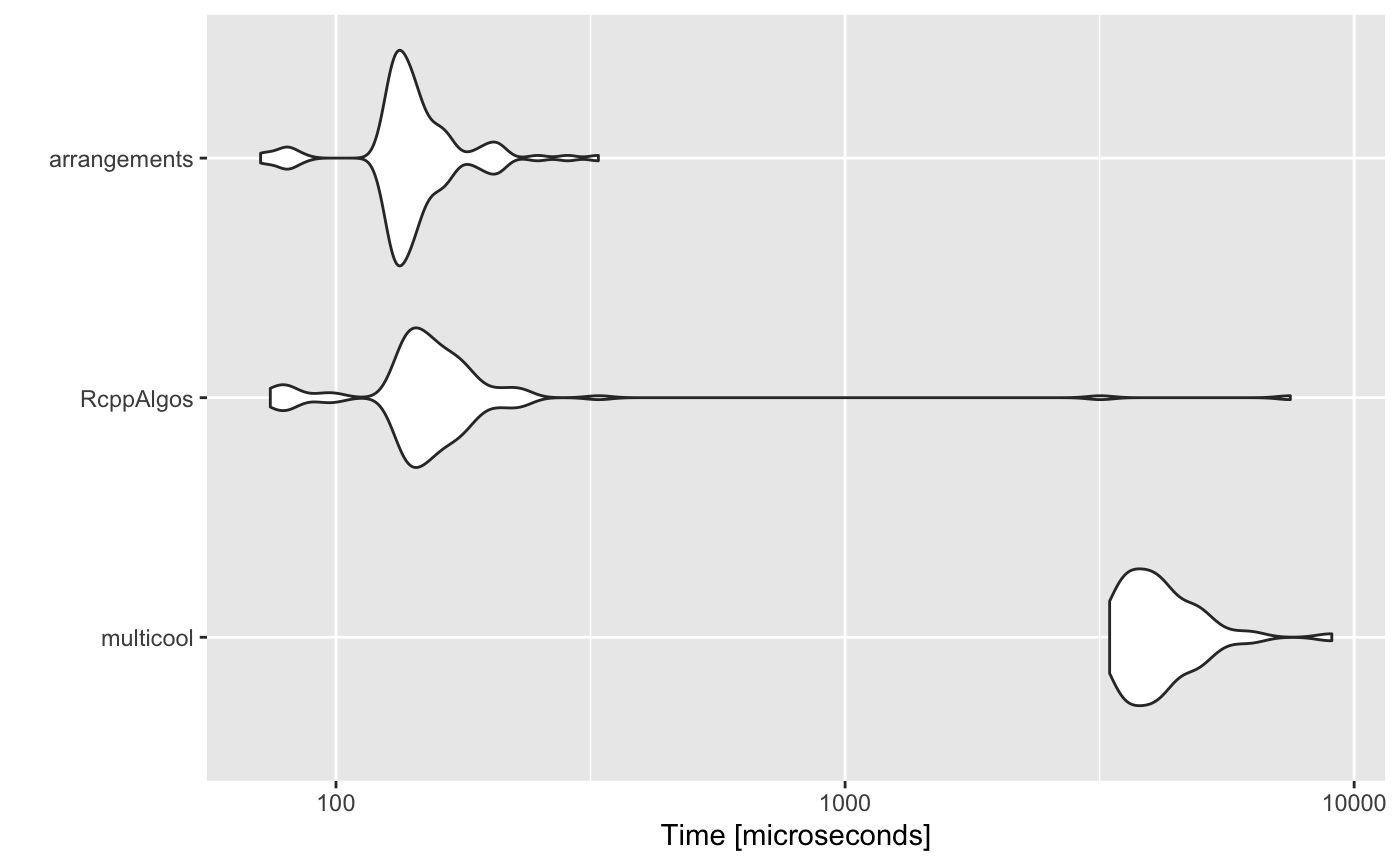 arrangements
RcppAlgos
multicool
100 1000 10000
Time [microseconds]